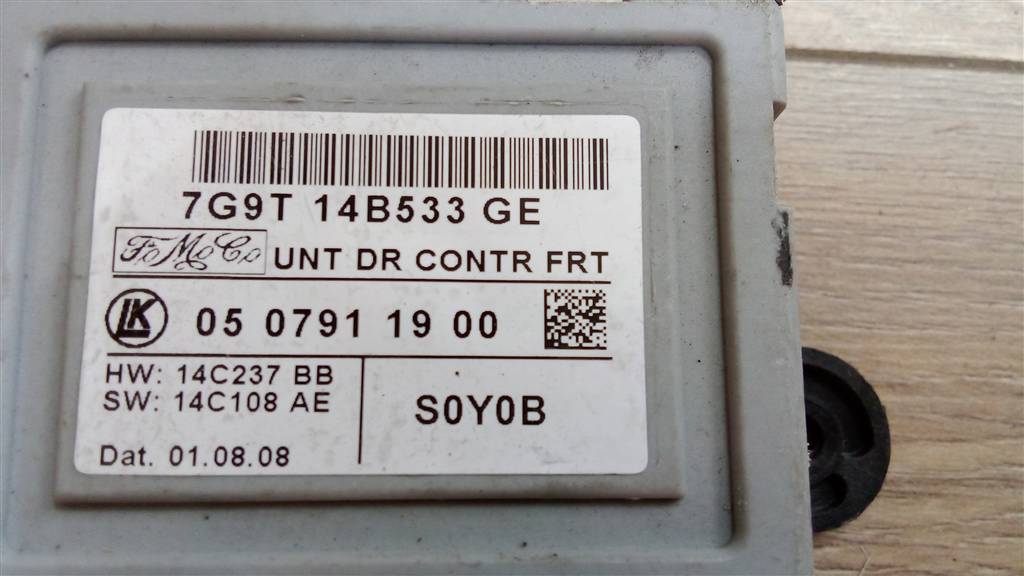 7G9T 14B533 GE
FoMoCo UNT DR CONTR FRT
LK 05 0791 19 00
HW: 14C237 BB
SW: 14C108 AE
S0Y0B
Dat. 01.08.08